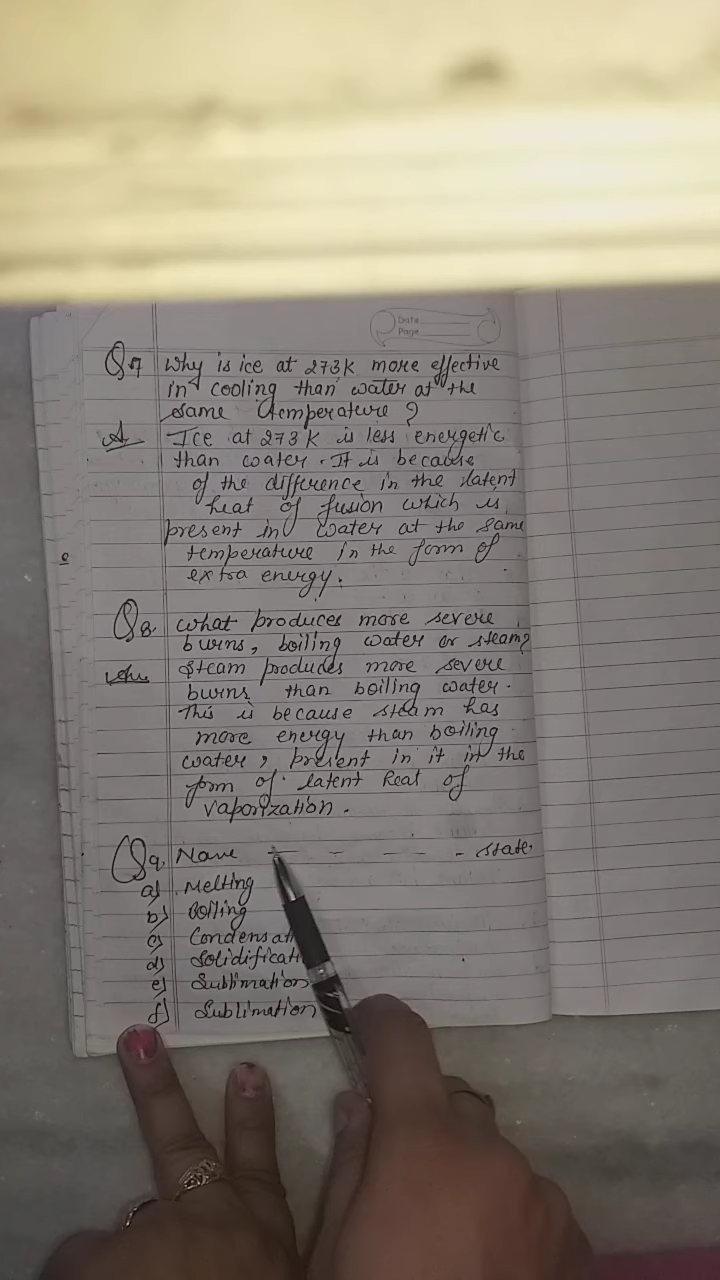 Date
Page
Q7 Why is ice at 273K more effective
in cooling than water at the
same temperature ?
A Ice at 273K is less energetic
than water. It is because
of the difference in the latent
heat of fusion which is
present in water at the same
temperature in the form of
extra energy.
Q8. What produces more severe
burns, boiling water or steam?
Ans Steam produces more severe
burns than boiling water.
This is because steam has
more energy than boiling
water, present in it in the
form of latent heat of
vaporization.
Q9. Name - - - - state.
a) Melting
b) Boiling
c) Condensati
d) Solidificati
e) Sublimation
f) Sublimation